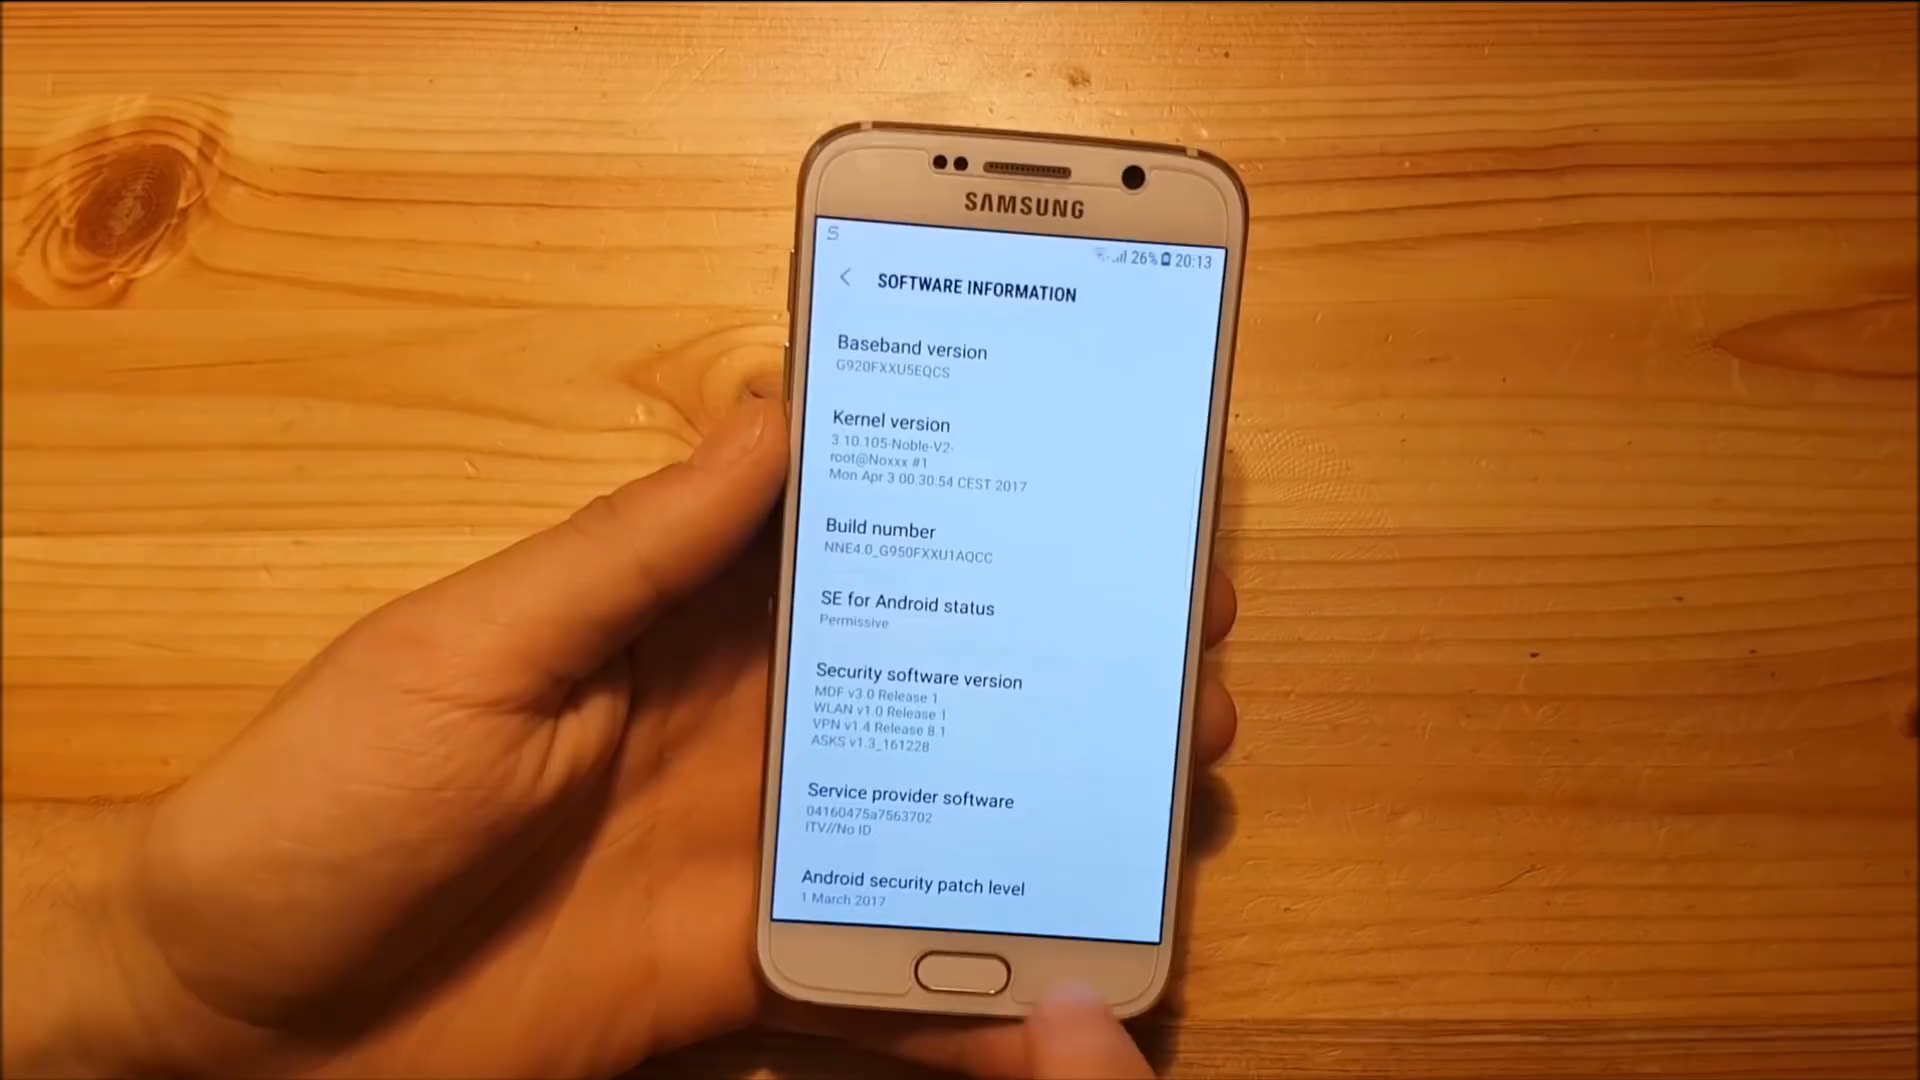 SAMSUNG
S
26% 20:13
SOFTWARE INFORMATION
Baseband version
G920FXXU5EQCS
Kernel version
3.10.105-Noble-V2-
root@Noxxx #1
Mon Apr 3 00:30:54 CEST 2017
Build number
NNE4.0_G950FXXU1AQCC
SE for Android status
Permissive
Security software version
MDF v3.0 Release 1
WLAN v1.0 Release 1
VPN v1.4 Release 8.1
ASKS v1.3_161228
Service provider software
04160475a7563702
ITV//No ID
Android security patch level
1 March 2017